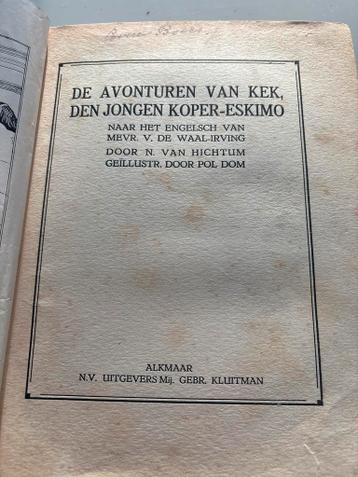 DE AVONTUREN VAN KEK,
DEN JONGEN KOPER-ESKIMO
NAAR HET ENGELSCH VAN
MEVR. V. DE WAAL-IRVING
DOOR N. VAN HICHTUM
GEÏLLUSTR. DOOR POL DOM
ALKMAAR
N.V. UITGEVERS Mij. GEBR. KLUITMAN